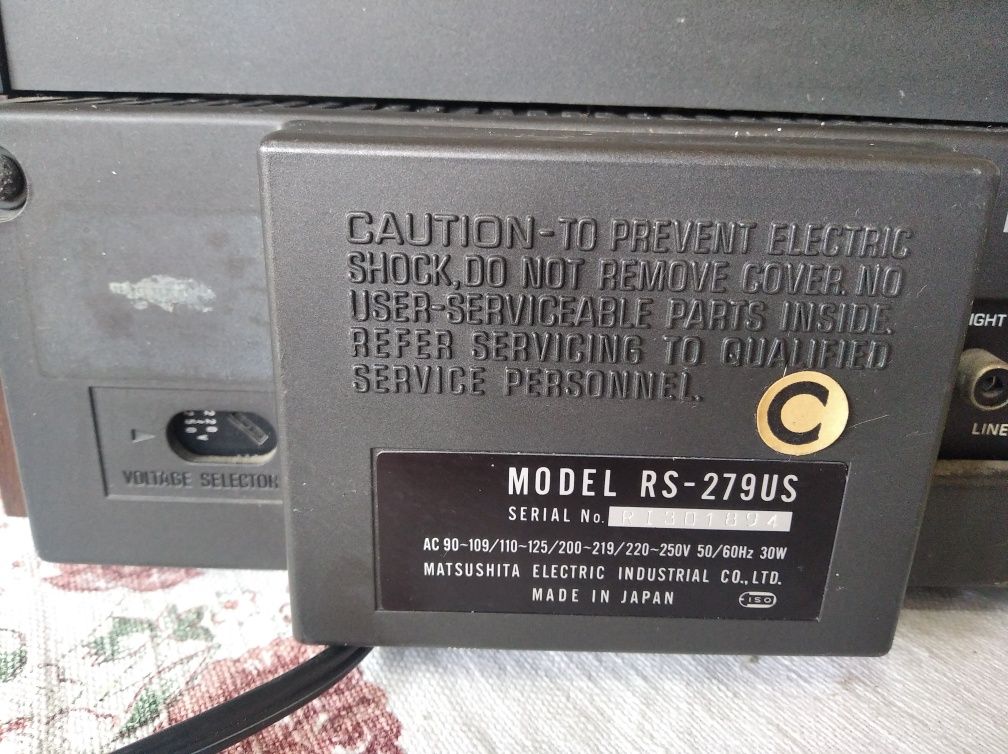 CAUTION-TO PREVENT ELECTRIC
SHOCK, DO NOT REMOVE COVER. NO
USER-SERVICEABLE PARTS INSIDE.
REFER SERVICING TO QUALIFIED
SERVICE PERSONNEL.
C
IGHT
LINE
VOLTAGE SELECTOR
MODEL RS-279US
SERIAL No. RI301894
AC 90~109/110~125/200~219/220~250V 50/60Hz 30W
MATSUSHITA ELECTRIC INDUSTRIAL CO., LTD.
MADE IN JAPAN
ISO